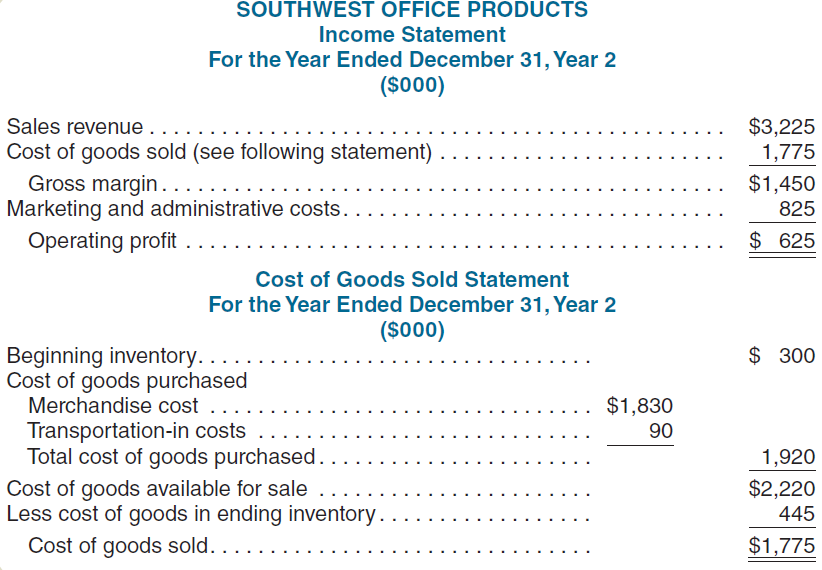 SOUTHWEST OFFICE PRODUCTS
Income Statement
For the Year Ended December 31, Year 2
($000)
Sales revenue . . . . . . . . . . . . . . . . . . . . . . . . . . . . . . . . . . . . . . . . . . . . . . . $3,225
Cost of goods sold (see following statement) . . . . . . . . . . . . . . . . . . . . . . . 1,775
Gross margin . . . . . . . . . . . . . . . . . . . . . . . . . . . . . . . . . . . . . . . . . . . . . . $1,450
Marketing and administrative costs . . . . . . . . . . . . . . . . . . . . . . . . . . . . . . . 825
Operating profit . . . . . . . . . . . . . . . . . . . . . . . . . . . . . . . . . . . . . . . . . . . . $ 625
Cost of Goods Sold Statement
For the Year Ended December 31, Year 2
($000)
Beginning inventory . . . . . . . . . . . . . . . . . . . . . . . . . . . . . . . . $ 300
Cost of goods purchased
Merchandise cost . . . . . . . . . . . . . . . . . . . . . . . . . . . . . . . $1,830
Transportation-in costs . . . . . . . . . . . . . . . . . . . . . . . . . . . 90
Total cost of goods purchased . . . . . . . . . . . . . . . . . . . . . . 1,920
Cost of goods available for sale . . . . . . . . . . . . . . . . . . . . . . $2,220
Less cost of goods in ending inventory . . . . . . . . . . . . . . . . . 445
Cost of goods sold . . . . . . . . . . . . . . . . . . . . . . . . . . . . . . . $1,775